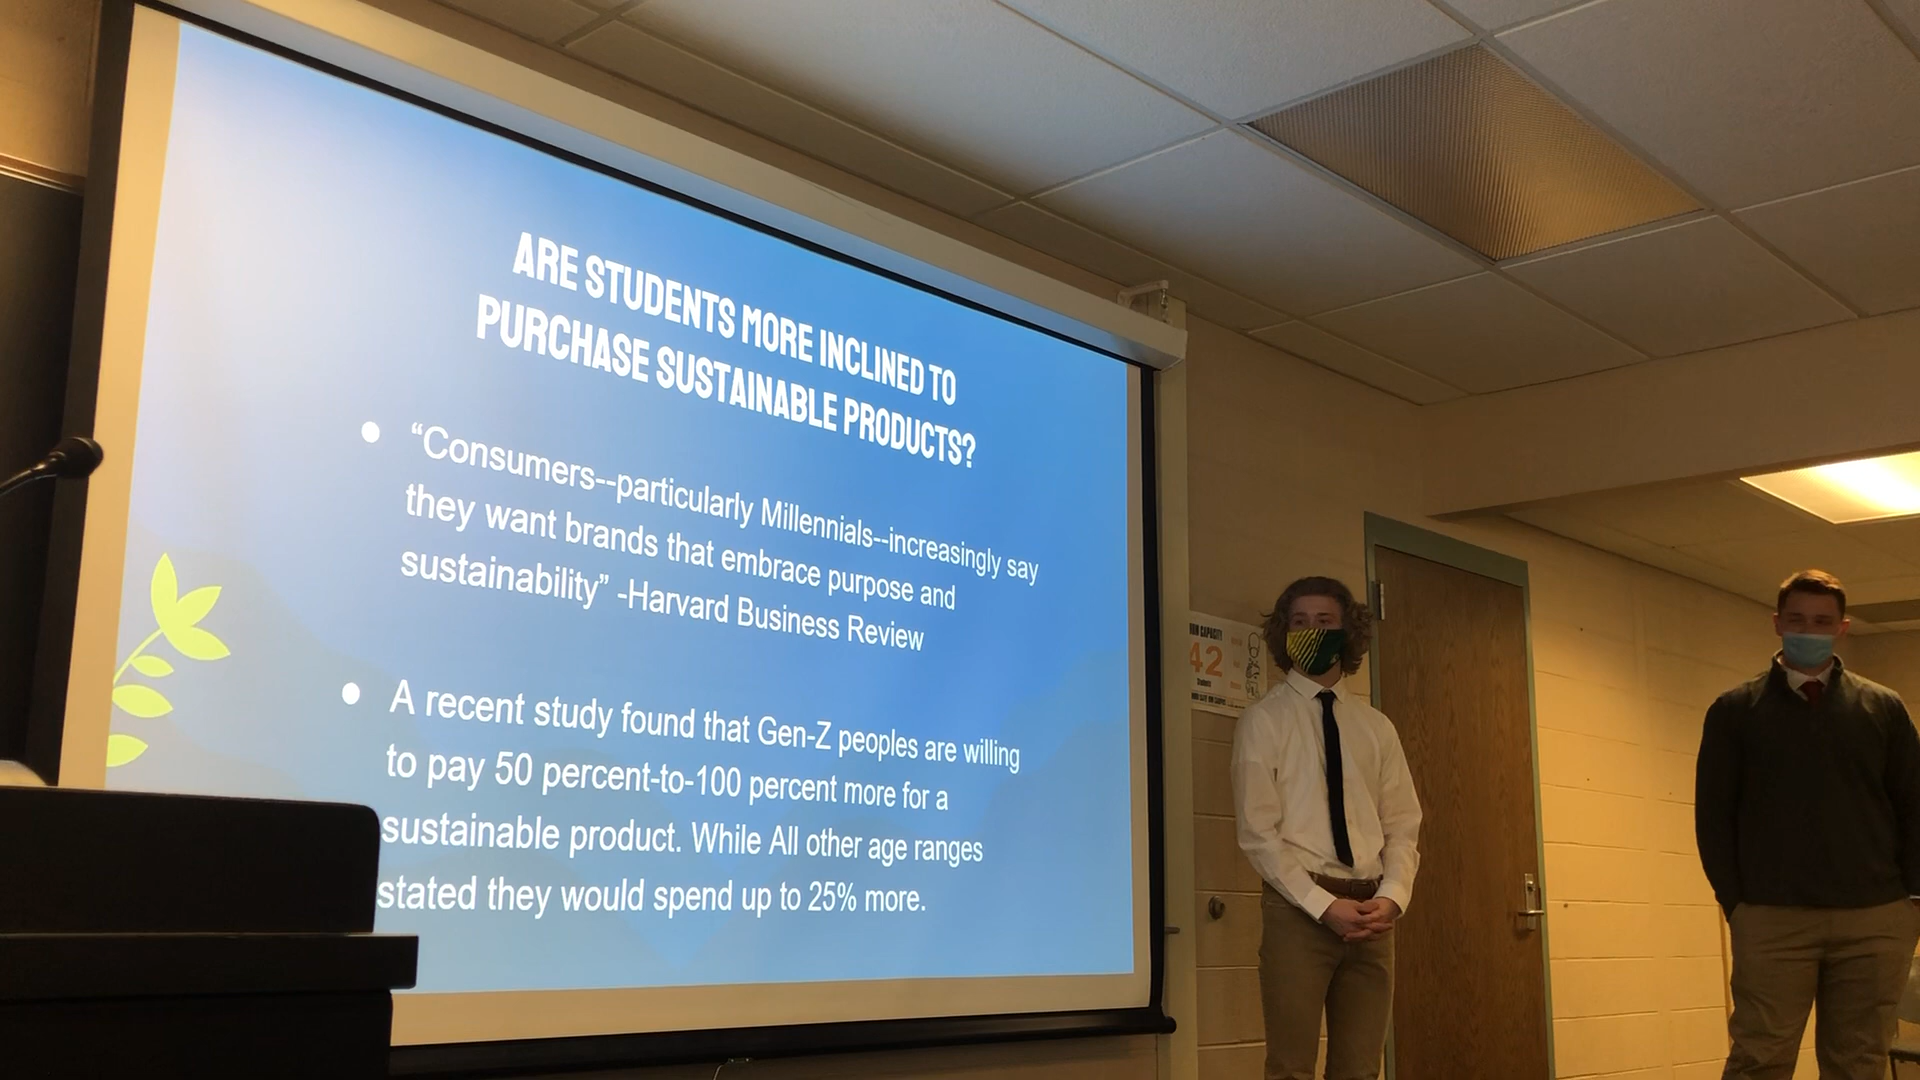 ARE STUDENTS MORE INCLINED TO
PURCHASE SUSTAINABLE PRODUCTS?
● “Consumers--particularly Millennials--increasingly say
they want brands that embrace purpose and
sustainability” -Harvard Business Review
● A recent study found that Gen-Z peoples are willing
to pay 50 percent-to-100 percent more for a
sustainable product. While All other age ranges
stated they would spend up to 25% more.
CAPACITY
42
Students